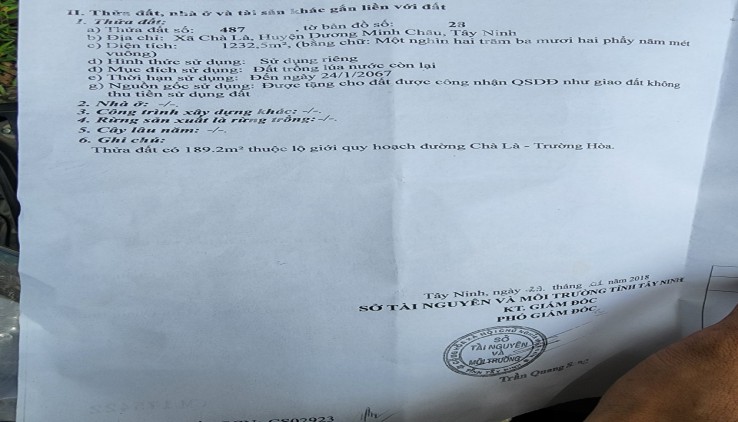 II. Thửa đất, nhà ở và tài sản khác gắn liền với đất
1. Thửa đất:
a) Thửa đất số: 487 , tờ bản đồ số: 28
b) Địa chỉ: Xã Chà Là, Huyện Dương Minh Châu, Tây Ninh
c) Diện tích: 1232,5m², (bằng chữ: Một nghìn hai trăm ba mươi hai phẩy năm mét
vuông)
d) Hình thức sử dụng: Sử dụng riêng
đ) Mục đích sử dụng: Đất trồng lúa nước còn lại
e) Thời hạn sử dụng: Đến ngày 24/1/2067
g) Nguồn gốc sử dụng: Được tặng cho đất được công nhận QSDĐ như giao đất không
thu tiền sử dụng đất
2. Nhà ở: -/-.
3. Công trình xây dựng khác: -/-.
4. Rừng sản xuất là rừng trồng: -/-.
5. Cây lâu năm: -/-.
6. Ghi chú:
Thửa đất có 189.2m² thuộc lộ giới quy hoạch đường Chà Là - Trường Hòa.
Tây Ninh, ngày tháng năm 2018
SỞ TÀI NGUYÊN VÀ MÔI TRƯỜNG TỈNH TÂY NINH
KT. GIÁM ĐỐC
PHÓ GIÁM ĐỐC
SỞ
TÀI NGUYÊN
VÀ
MÔI TRƯỜNG
TỈNH TÂY NINH
Trần Quang
CS02923